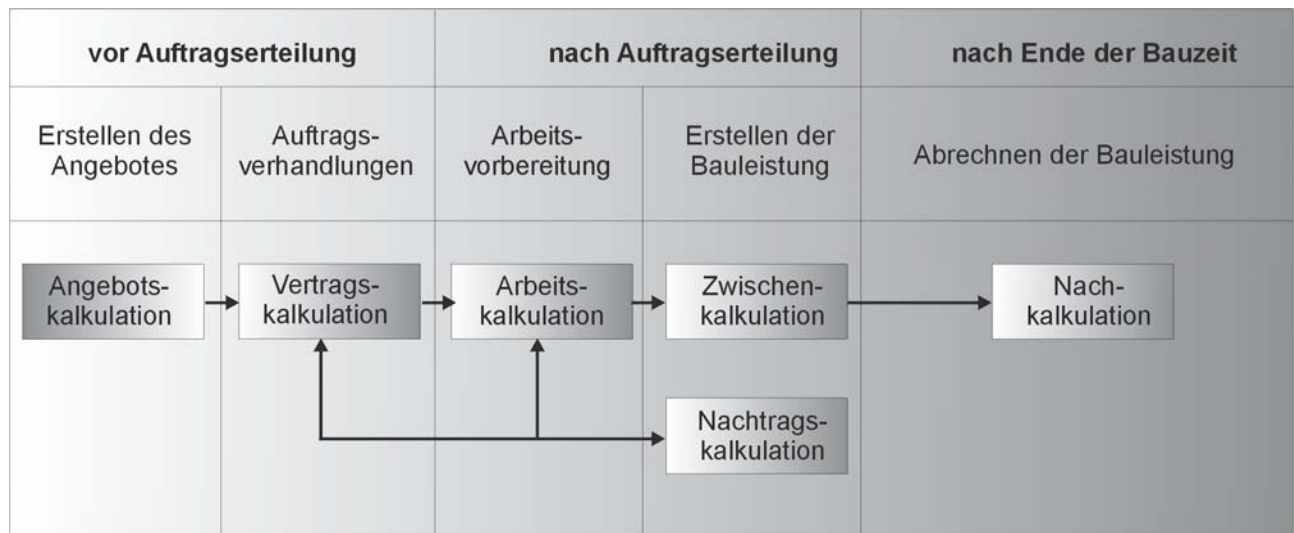 vor Auftragserteilung
nach Auftragserteilung
nach Ende der Bauzeit
Erstellen des
Angebotes
Auftrags-
verhandlungen
Arbeits-
vorbereitung
Erstellen der
Bauleistung
Abrechnen der Bauleistung
Angebots-
kalkulation
Vertrags-
kalkulation
Arbeits-
kalkulation
Zwischen-
kalkulation
Nach-
kalkulation
Nachtrags-
kalkulation